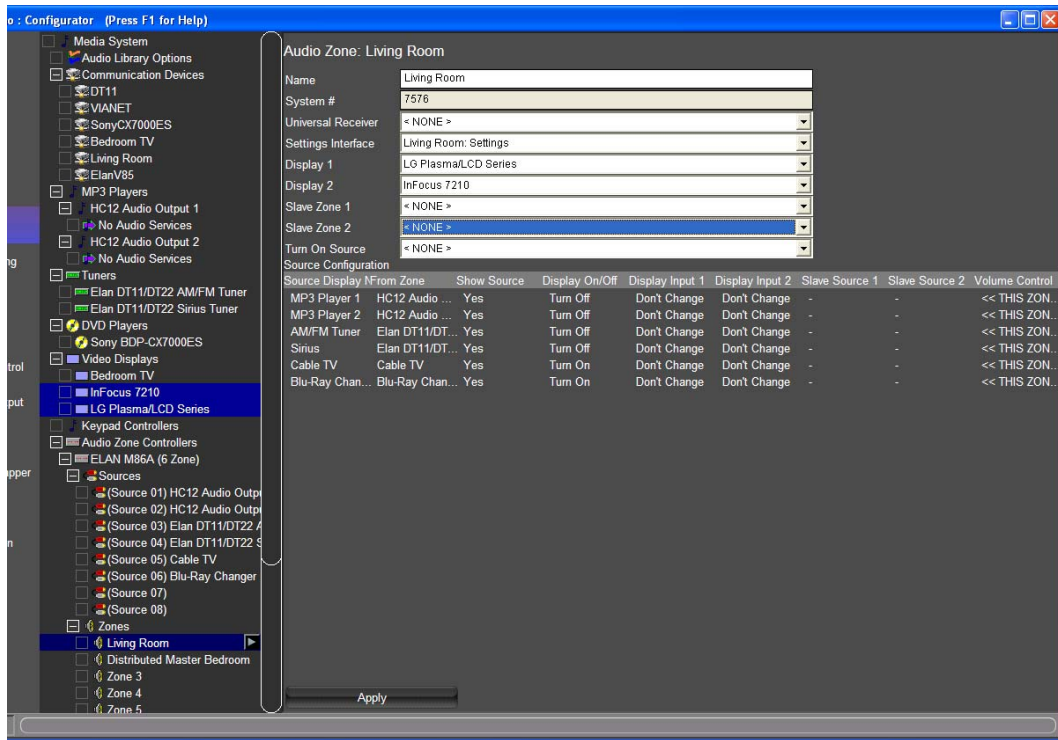 o : Configurator (Press F1 for Help)
ng
trol
put
pper
n
Media System
Audio Library Options
Communication Devices
DT11
VIANET
SonyCX7000ES
Bedroom TV
Living Room
ElanV85
MP3 Players
HC12 Audio Output 1
No Audio Services
HC12 Audio Output 2
No Audio Services
Tuners
Elan DT11/DT22 AM/FM Tuner
Elan DT11/DT22 Sirius Tuner
DVD Players
Sony BDP-CX7000ES
Video Displays
Bedroom TV
InFocus 7210
LG Plasma/LCD Series
Keypad Controllers
Audio Zone Controllers
ELAN M86A (6 Zone)
Sources
(Source 01) HC12 Audio Outpu
(Source 02) HC12 Audio Outpu
(Source 03) Elan DT11/DT22 A
(Source 04) Elan DT11/DT22 S
(Source 05) Cable TV
(Source 06) Blu-Ray Changer
(Source 07)
(Source 08)
Zones
Living Room
Distributed Master Bedroom
Zone 3
Zone 4
Zone 5
Audio Zone: Living Room
Name Living Room
System # 7576
Universal Receiver < NONE >
Settings Interface Living Room: Settings
Display 1 LG Plasma/LCD Series
Display 2 InFocus 7210
Slave Zone 1 < NONE >
Slave Zone 2 < NONE >
Turn On Source < NONE >
Source Configuration
Source Display N From Zone Show Source Display On/Off Display Input 1 Display Input 2 Slave Source 1 Slave Source 2 Volume Control
MP3 Player 1 HC12 Audio ... Yes Turn Off Don't Change Don't Change - - << THIS ZON...
MP3 Player 2 HC12 Audio ... Yes Turn Off Don't Change Don't Change - - << THIS ZON...
AM/FM Tuner Elan DT11/DT... Yes Turn Off Don't Change Don't Change - - << THIS ZON...
Sirius Elan DT11/DT... Yes Turn Off Don't Change Don't Change - - << THIS ZON...
Cable TV Cable TV Yes Turn On Don't Change Don't Change - - << THIS ZON...
Blu-Ray Chan... Blu-Ray Chan... Yes Turn On Don't Change Don't Change - - << THIS ZON...
Apply